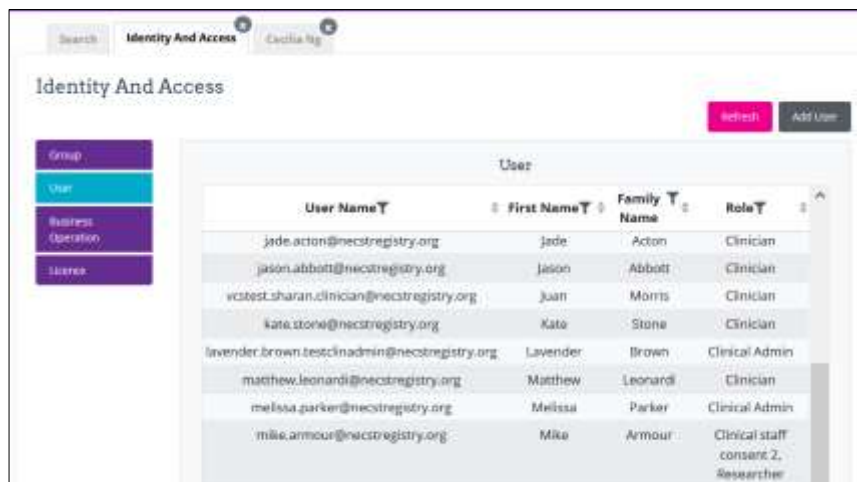 Search Identity And Access Cecilia Ng
Identity And Access
Refresh Add User
Group
User
Business
Operation
Licence
User
User Name First Name Family Name Role
jade.acton@necstregistry.org Jade Acton Clinician
jason.abbott@necstregistry.org Jason Abbott Clinician
vcstest.sharan.clinician@necstregistry.org Juan Morris Clinician
kate.stone@necstregistry.org Kate Stone Clinician
lavender.brown.testclinadmin@necstregistry.org Lavender Brown Clinical Admin
matthew.leonardi@necstregistry.org Matthew Leonardi Clinician
melissa.parker@necstregistry.org Melissa Parker Clinical Admin
mike.armour@necstregistry.org Mike Armour Clinical staff
consent 2,
Researcher